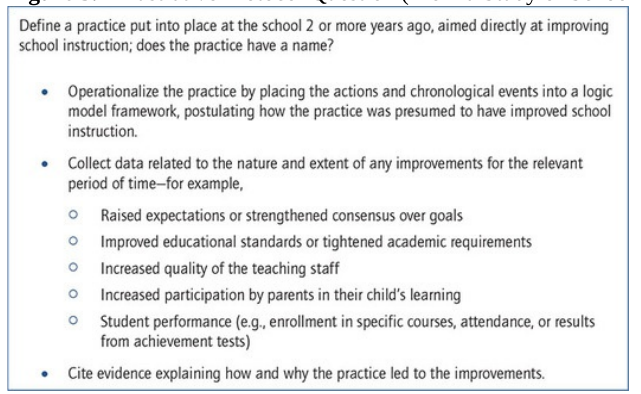 Define a practice put into place at the school 2 or more years ago, aimed directly at improving
school instruction; does the practice have a name?
• Operationalize the practice by placing the actions and chronological events into a logic
model framework, postulating how the practice was presumed to have improved school
instruction.
• Collect data related to the nature and extent of any improvements for the relevant
period of time—for example,
○ Raised expectations or strengthened consensus over goals
○ Improved educational standards or tightened academic requirements
○ Increased quality of the teaching staff
○ Increased participation by parents in their child's learning
○ Student performance (e.g., enrollment in specific courses, attendance, or results
from achievement tests)
• Cite evidence explaining how and why the practice led to the improvements.